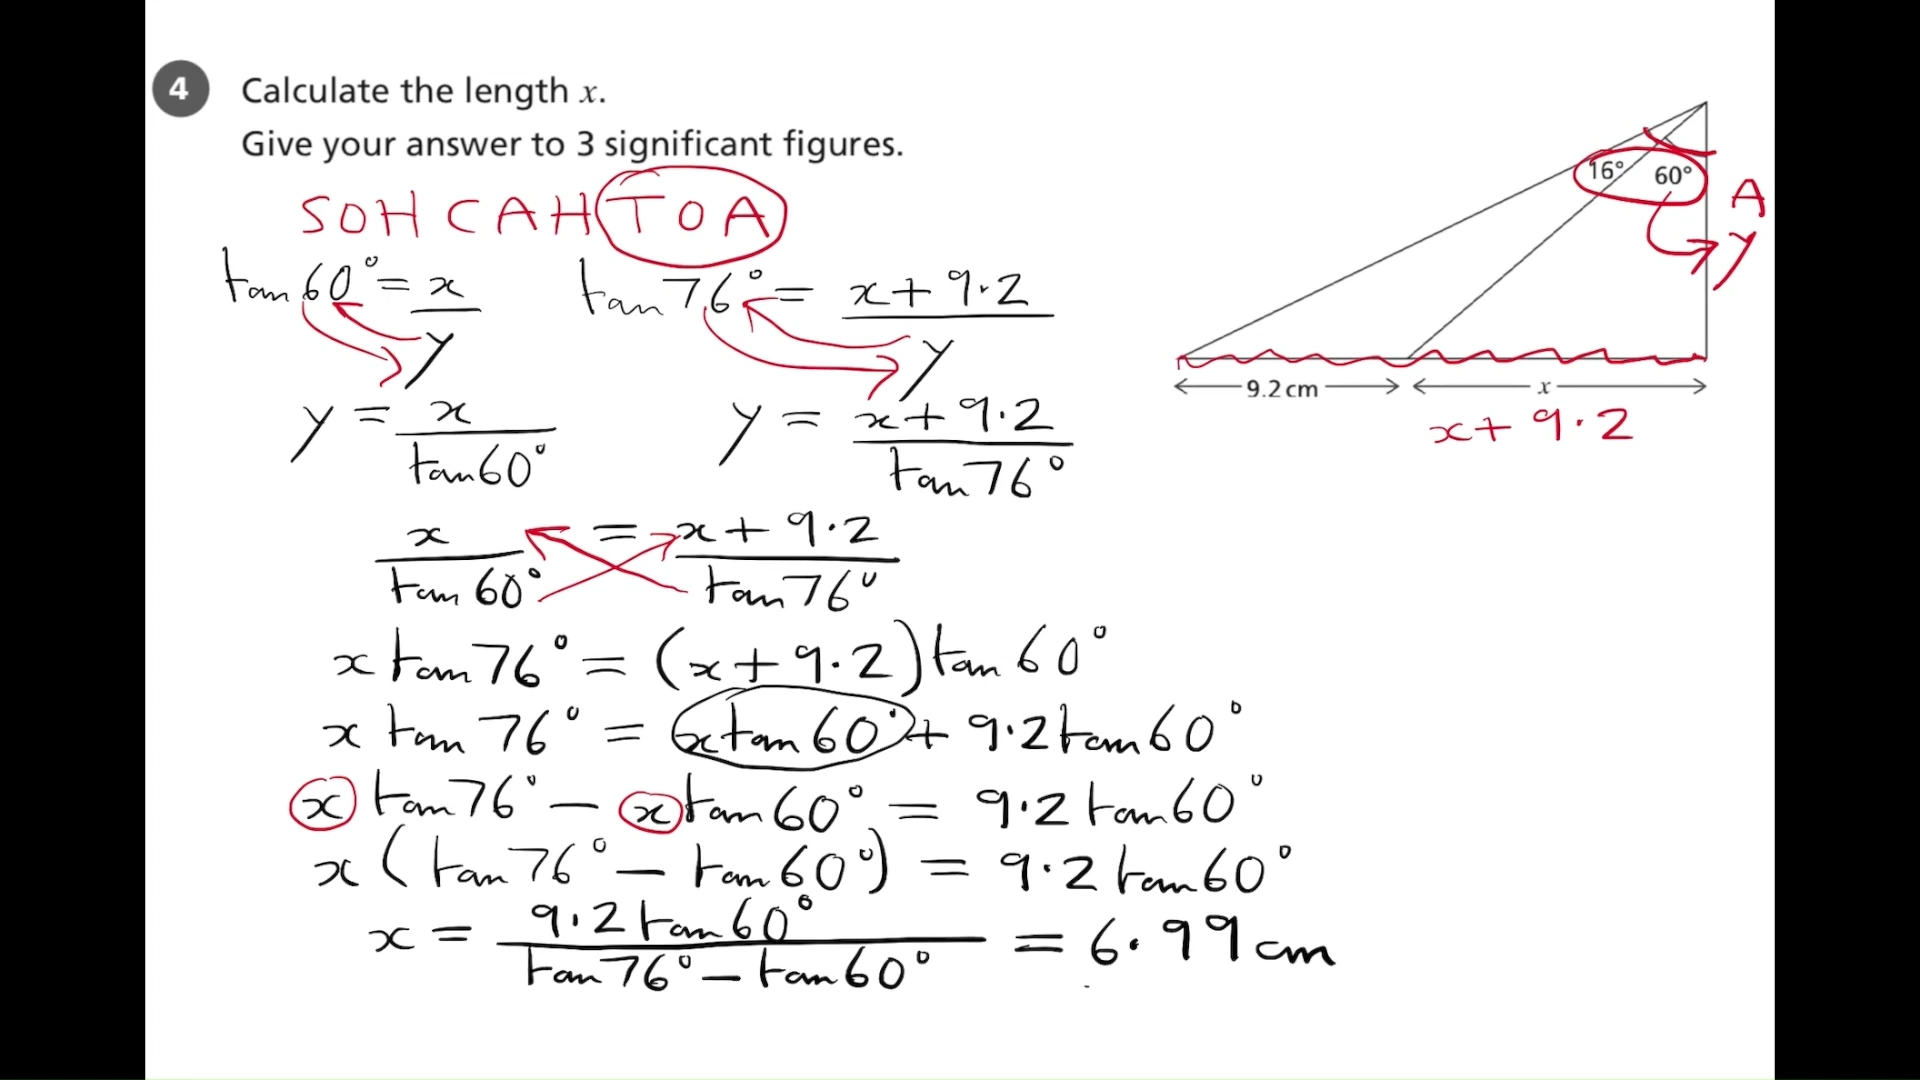 4 Calculate the length x.
Give your answer to 3 significant figures.
SOH CAH TOA
tan 60° = x/y    tan 76° = x + 9.2/y
y = x/tan 60°    y = x + 9.2/tan 76°
x/tan 60° = x + 9.2/tan 76°
x tan 76° = (x + 9.2) tan 60°
x tan 76° = x tan 60° + 9.2 tan 60°
x tan 76° - x tan 60° = 9.2 tan 60°
x (tan 76° - tan 60°) = 9.2 tan 60°
x = 9.2 tan 60°/tan 76° - tan 60° = 6.99 cm
16° 60°
A
y
9.2 cm x
x + 9.2